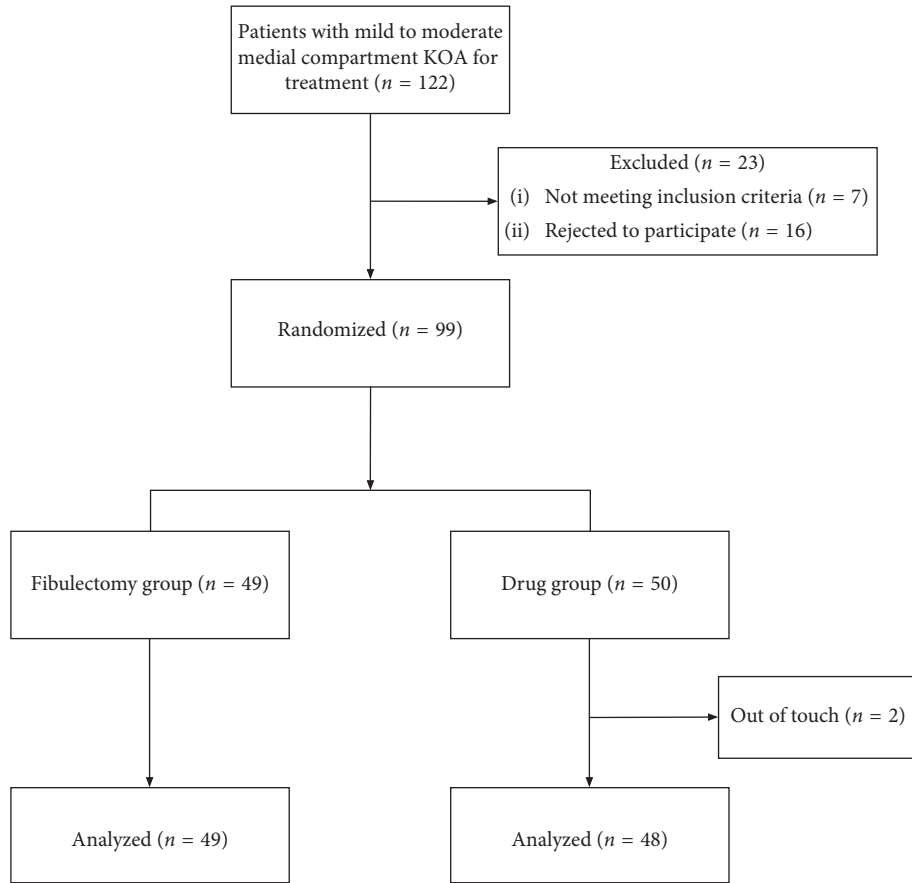 Patients with mild to moderate
medial compartment KOA for
treatment (n = 122)
Excluded (n = 23)
(i) Not meeting inclusion criteria (n = 7)
(ii) Rejected to participate (n = 16)
Randomized (n = 99)
Fibulectomy group (n = 49)
Drug group (n = 50)
Out of touch (n = 2)
Analyzed (n = 49)
Analyzed (n = 48)